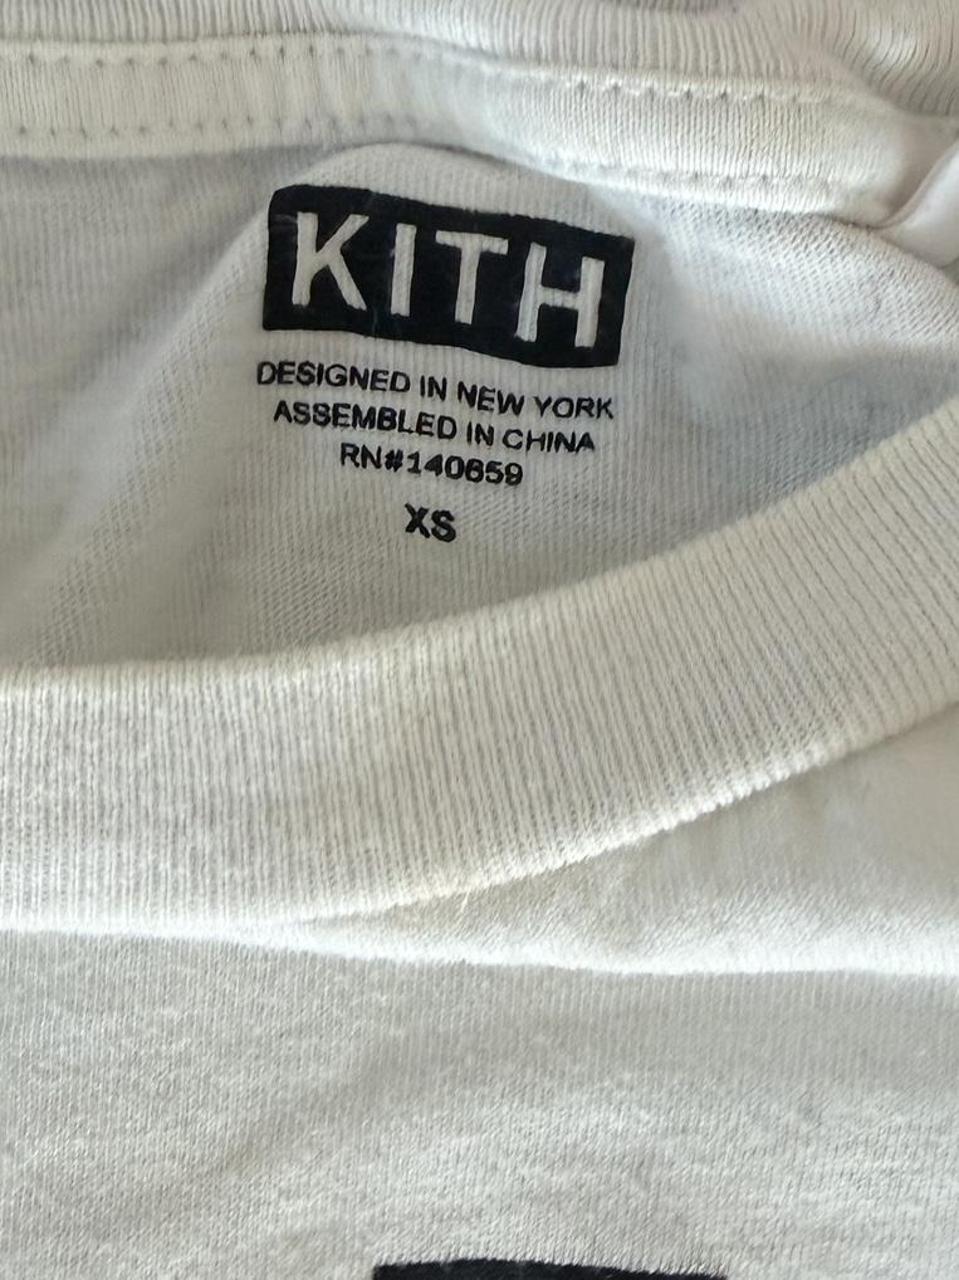 KITH
DESIGNED IN NEW YORK
ASSEMBLED IN CHINA
RN#140659
XS